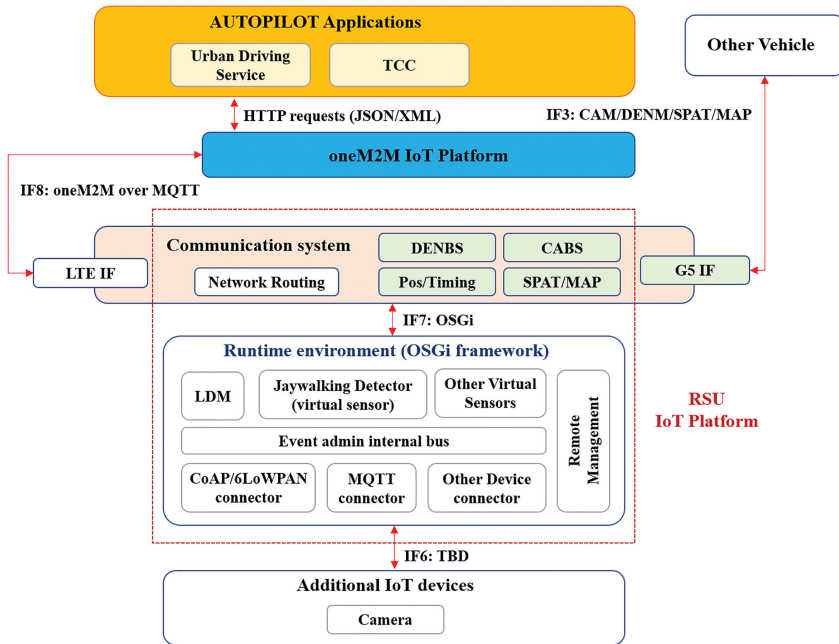 AUTOPILOT Applications
Urban Driving
Service
TCC
Other Vehicle
HTTP requests (JSON/XML)
IF3: CAM/DENM/SPAT/MAP
oneM2M IoT Platform
IF8: oneM2M over MQTT
Communication system
DENBS
CABS
LTE IF
Network Routing
Pos/Timing
SPAT/MAP
G5 IF
IF7: OSGi
Runtime environment (OSGi framework)
LDM
Jaywalking Detector
(virtual sensor)
Other Virtual
Sensors
Remote
Management
RSU
IoT Platform
Event admin internal bus
CoAP/6LoWPAN
connector
MQTT
connector
Other Device
connector
IF6: TBD
Additional IoT devices
Camera